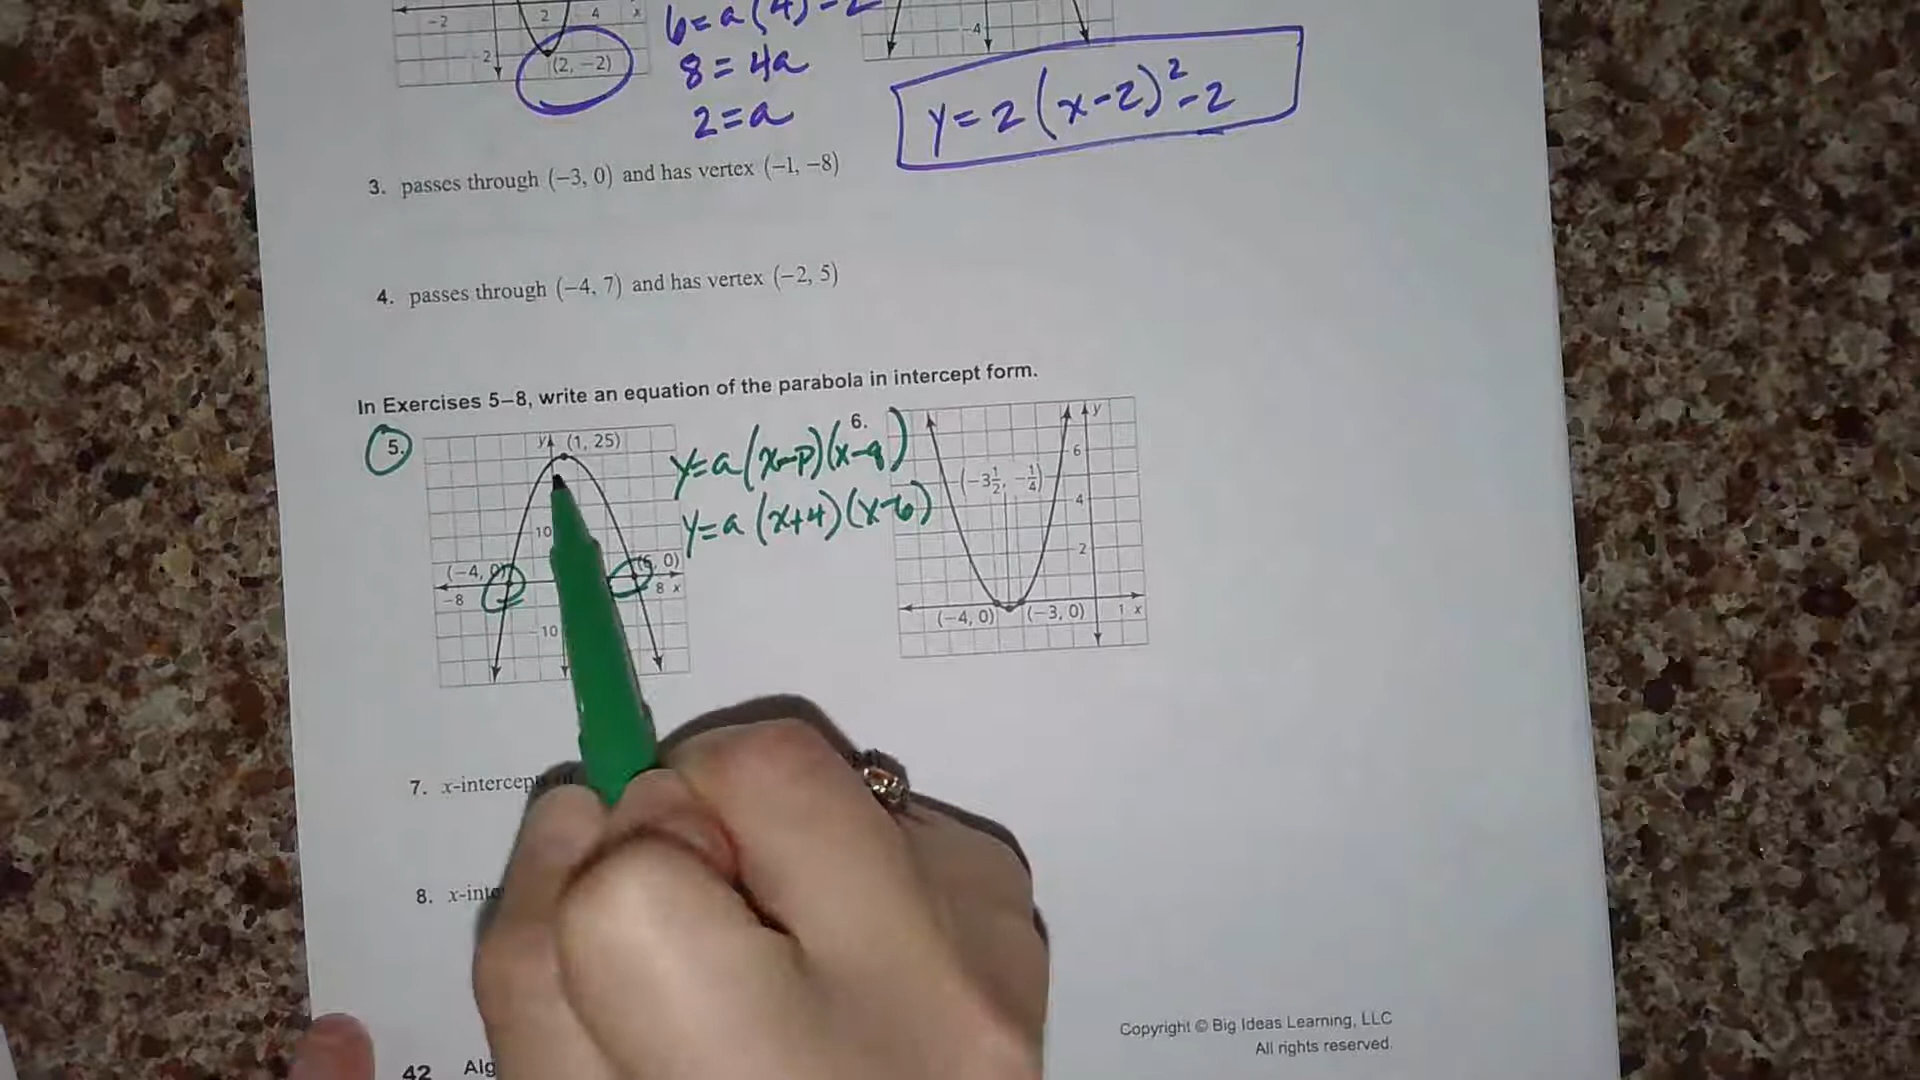 -2 2 4 x
-2
(2, −2)
6=a(4)-2
8=4a
2=a
-4
y=2(x-2)²-2
3. passes through (−3, 0) and has vertex (−1, −8)
4. passes through (−4, 7) and has vertex (−2, 5)
In Exercises 5–8, write an equation of the parabola in intercept form.
5.
y (1, 25)
10
(−4, 0)
(6, 0)
-8
8 x
-10
y=a(x-p)(x-q)
y=a(x+4)(x-6)
6.
y
6
(−3½, −¼)
4
2
(−4, 0) (−3, 0) 1 x
7. x-intercepts
8.
42
Copyright © Big Ideas Learning, LLC
All rights reserved.